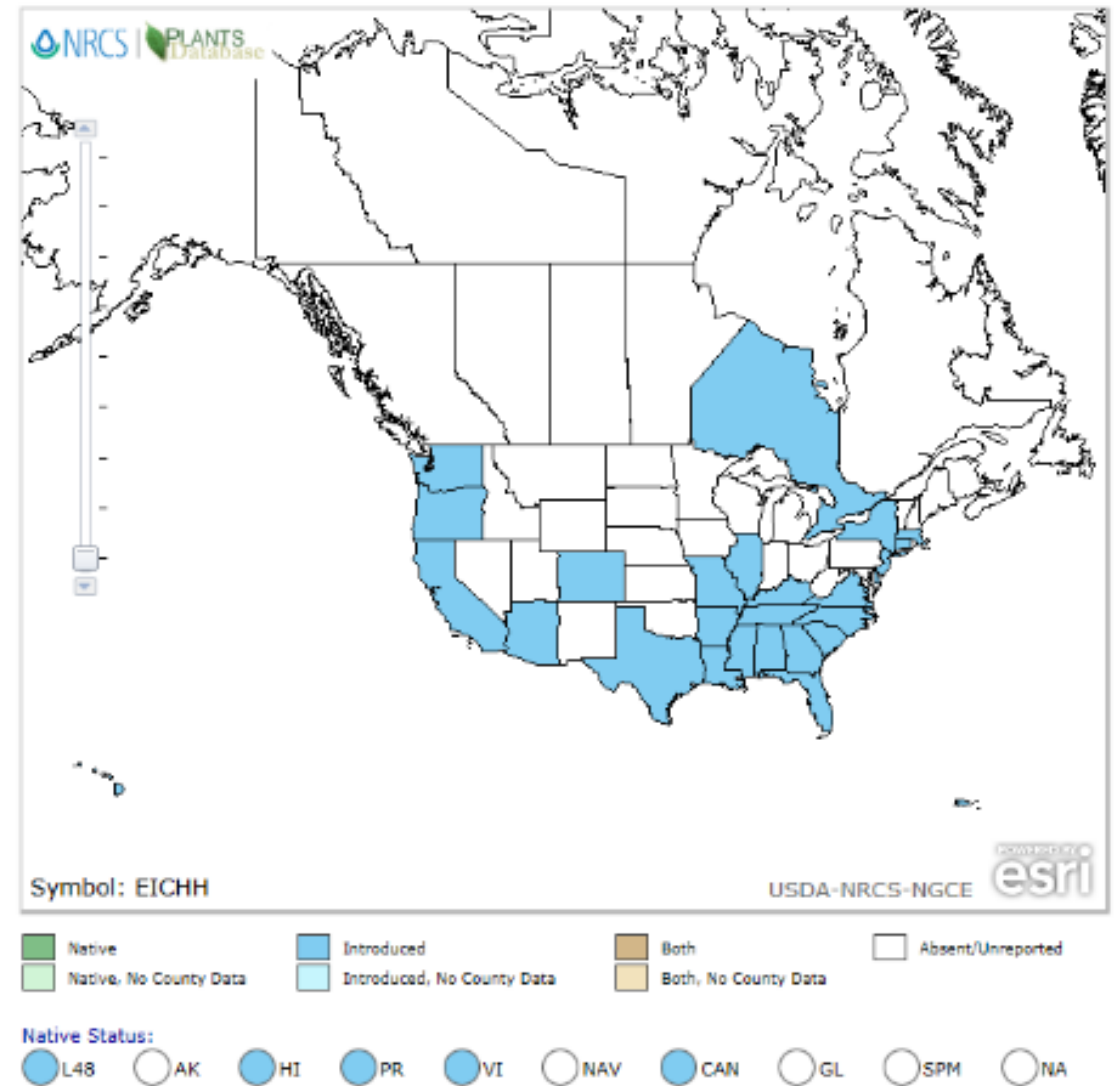 NRCS | PLANTS
Database
Symbol: EICHH
USDA-NRCS-NGCE
POWERED BY
esri
Native
Introduced
Both
Absent/Unreported
Native, No County Data
Introduced, No County Data
Both, No County Data
Native Status:
L48 AK HI PR VI NAV CAN GL SPM NA